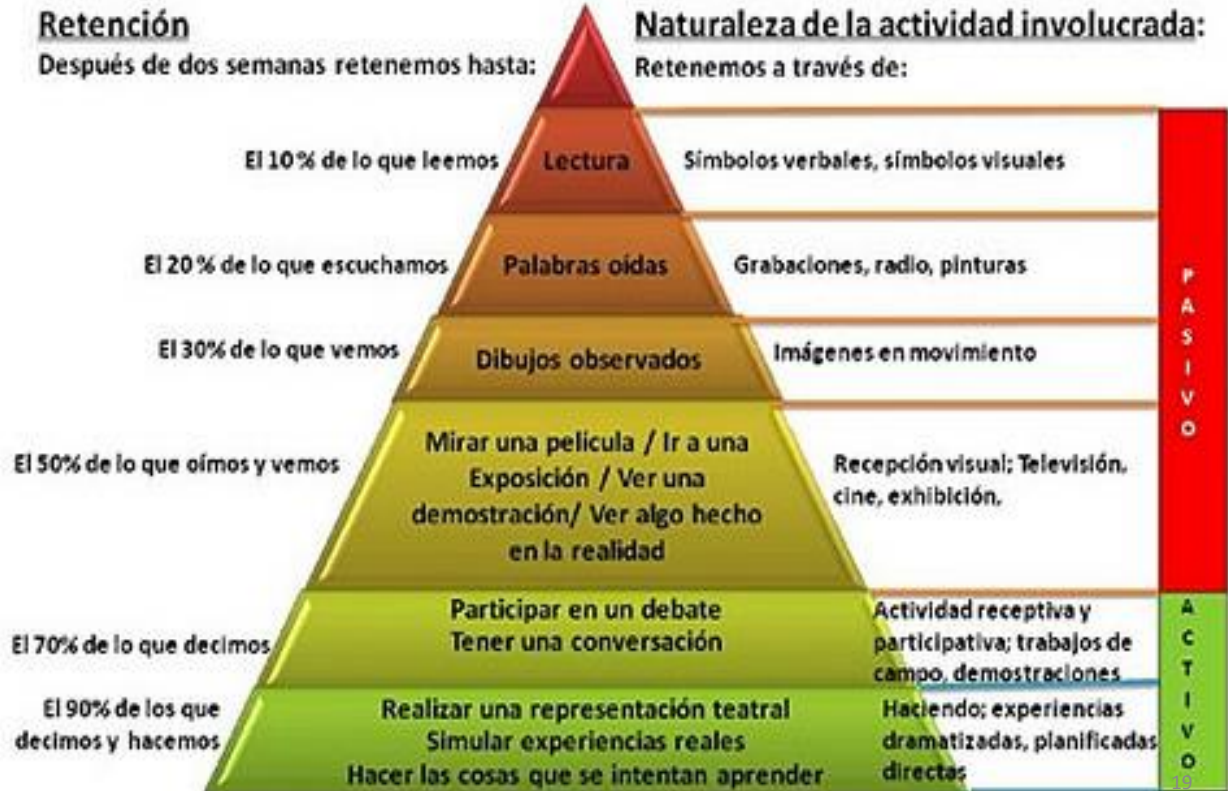 Retención
Después de dos semanas retenemos hasta:
Naturaleza de la actividad involucrada:
Retenemos a través de:
El 10% de lo que leemos
Lectura
Símbolos verbales, símbolos visuales
El 20% de lo que escuchamos
Palabras oídas
Grabaciones, radio, pinturas
El 30% de lo que vemos
Dibujos observados
Imágenes en movimiento
El 50% de lo que oímos y vemos
Mirar una película / Ir a una
Exposición / Ver una
demostración/ Ver algo hecho
en la realidad
Recepción visual: Televisión,
cine, exhibición,
PASIVO
El 70% de lo que decimos
Participar en un debate
Tener una conversación
Actividad receptiva y
participativa; trabajos de
campo, demostraciones
El 90% de los que
decimos y hacemos
Realizar una representación teatral
Simular experiencias reales
Hacer las cosas que se intentan aprender
Haciendo; experiencias
dramatizadas, planificadas
directas
ACTIVO
19